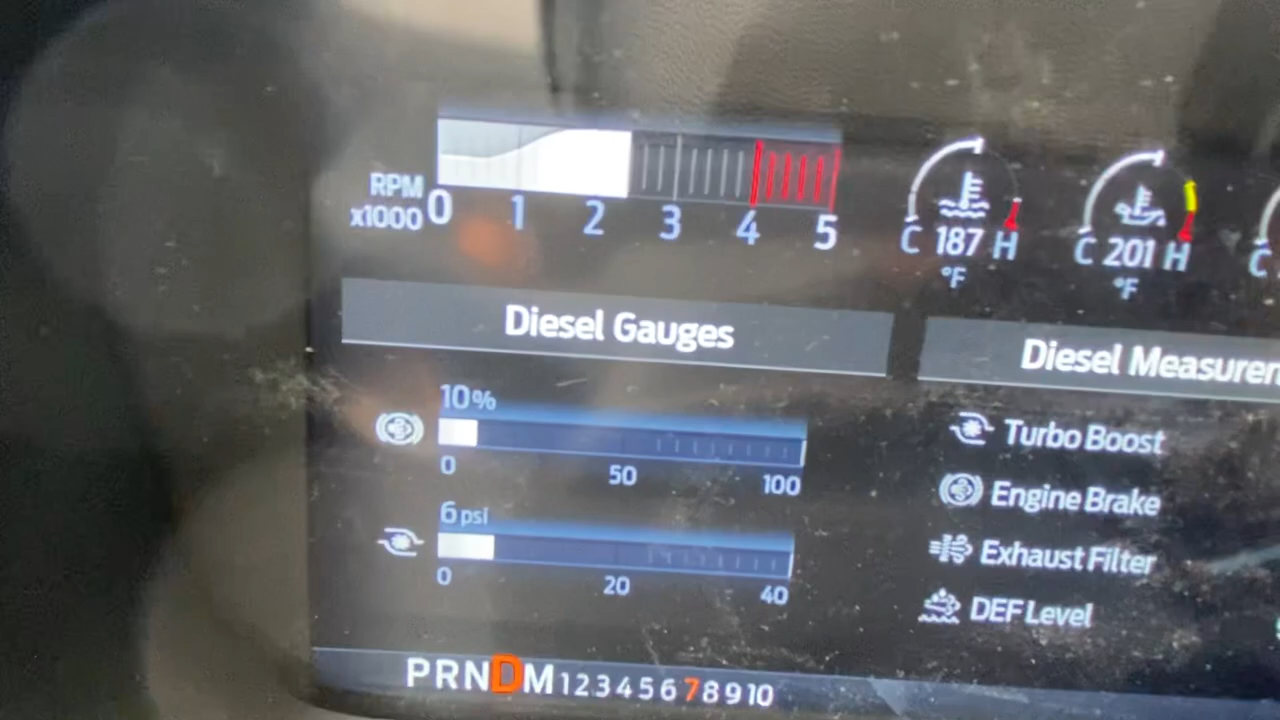 RPM
x1000
0 1 2 3 4 5
C 187 H
°F
C 201 H
°F
C
Diesel Gauges
10%
0 50 100
6 psi
0 20 40
Diesel Measurem
Turbo Boost
Engine Brake
Exhaust Filter
DEF Level
PRNDM12345678910